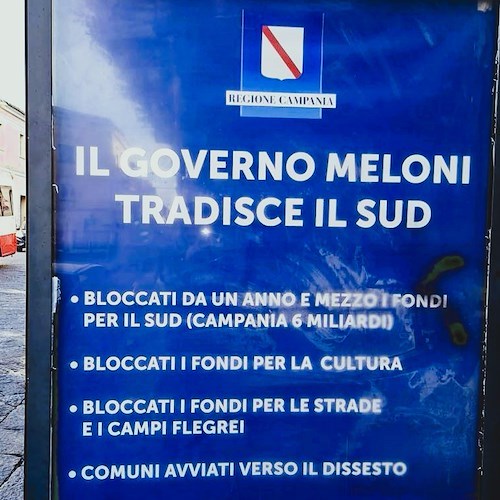 REGIONE CAMPANIA
IL GOVERNO MELONI
TRADISCE IL SUD
• BLOCCATI DA UN ANNO E MEZZO I FONDI
PER IL SUD (CAMPANIA 6 MILIARDI)
• BLOCCATI I FONDI PER LA CULTURA
• BLOCCATI I FONDI PER LE STRADE
E I CAMPI FLEGREI
• COMUNI AVVIATI VERSO IL DISSESTO